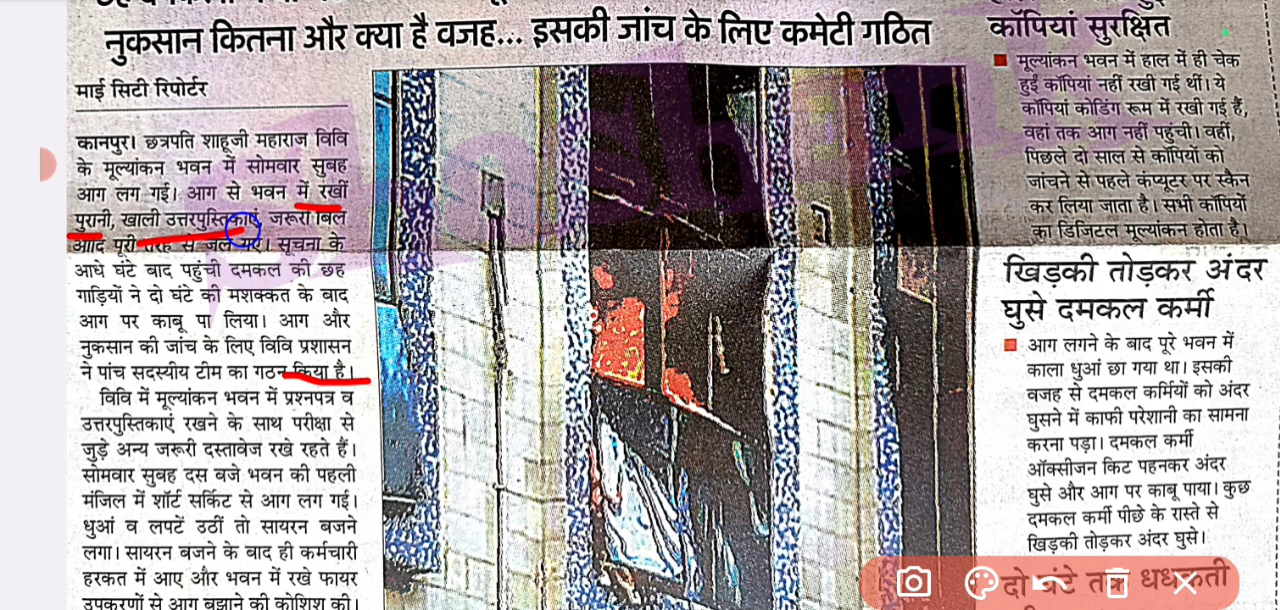 नुकसान कितना और क्या है वजह... इसकी जांच के लिए कमेटी गठित
माई सिटी रिपोर्टर
कानपुर। छत्रपति शाहूजी महाराज विवि
के मूल्यांकन भवन में सोमवार सुबह
आग लग गई। आग से भवन में रखीं
पुरानी, खाली उत्तरपुस्तिकाएं, जरूरी बिल
आदि पूरी तरह से जल गए। सूचना के
आधे घंटे बाद पहुंची दमकल की छह
गाड़ियों ने दो घंटे की मशक्कत के बाद
आग पर काबू पा लिया। आग और
नुकसान की जांच के लिए विवि प्रशासन
ने पांच सदस्यीय टीम का गठन किया है।
विवि में मूल्यांकन भवन में प्रश्नपत्र व
उत्तरपुस्तिकाएं रखने के साथ परीक्षा से
जुड़े अन्य जरूरी दस्तावेज रखे रहते हैं।
सोमवार सुबह दस बजे भवन की पहली
मंजिल में शॉर्ट सर्किट से आग लग गई।
धुआं व लपटें उठीं तो सायरन बजने
लगा। सायरन बजने के बाद ही कर्मचारी
हरकत में आए और भवन में रखे फायर
उपकरणों से आग बुझाने की कोशिश की।
कॉपियां सुरक्षित
मूल्यांकन भवन में हाल में ही चेक
हुईं कॉपियां नहीं रखी गई थीं। ये
कॉपियां कोडिंग रूम में रखी गई हैं,
वहां तक आग नहीं पहुंची। वहीं,
पिछले दो साल से कॉपियों को
जांचने से पहले कंप्यूटर पर स्कैन
कर लिया जाता है। सभी कॉपियों
का डिजिटल मूल्यांकन होता है।
खिड़की तोड़कर अंदर
घुसे दमकल कर्मी
आग लगने के बाद पूरे भवन में
काला धुआं छा गया था। इसकी
वजह से दमकल कर्मियों को अंदर
घुसने में काफी परेशानी का सामना
करना पड़ा। दमकल कर्मी
ऑक्सीजन किट पहनकर अंदर
घुसे और आग पर काबू पाया। कुछ
दमकल कर्मी पीछे के रास्ते से
खिड़की तोड़कर अंदर घुसे।
दो घंटे तक धधकती